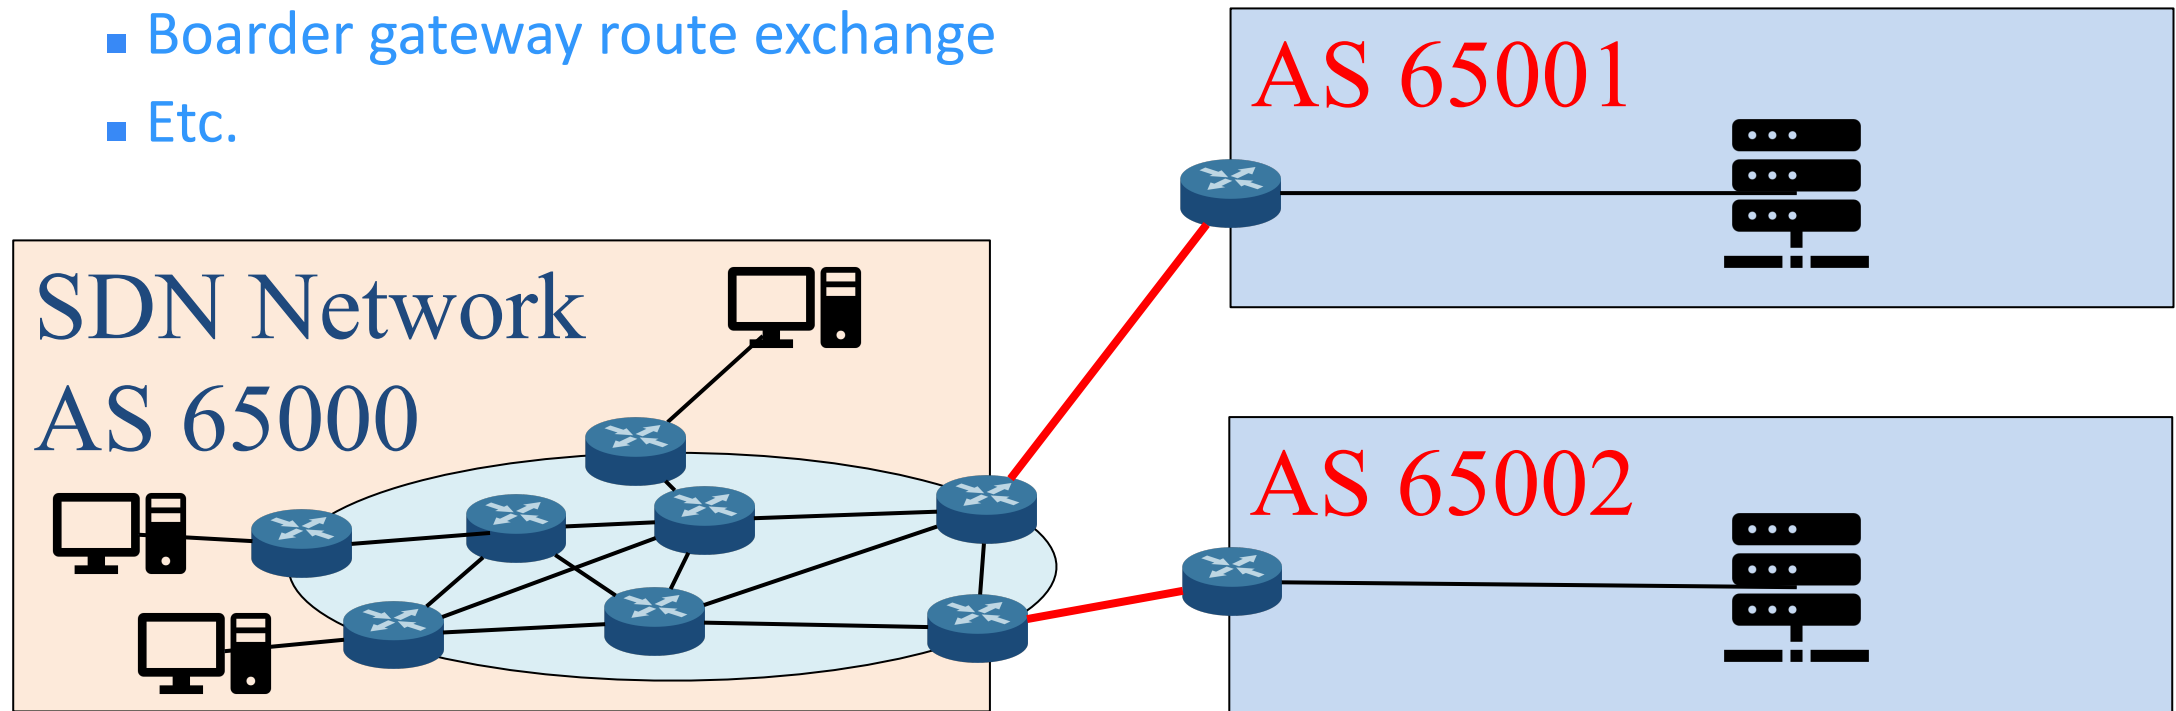 Boarder gateway route exchange
Etc.
AS 65001
SDN Network
AS 65000
AS 65002